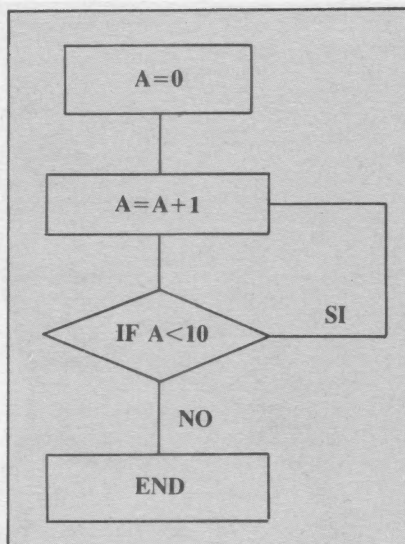 A=0
A=A+1
IF A<10
SI
NO
END